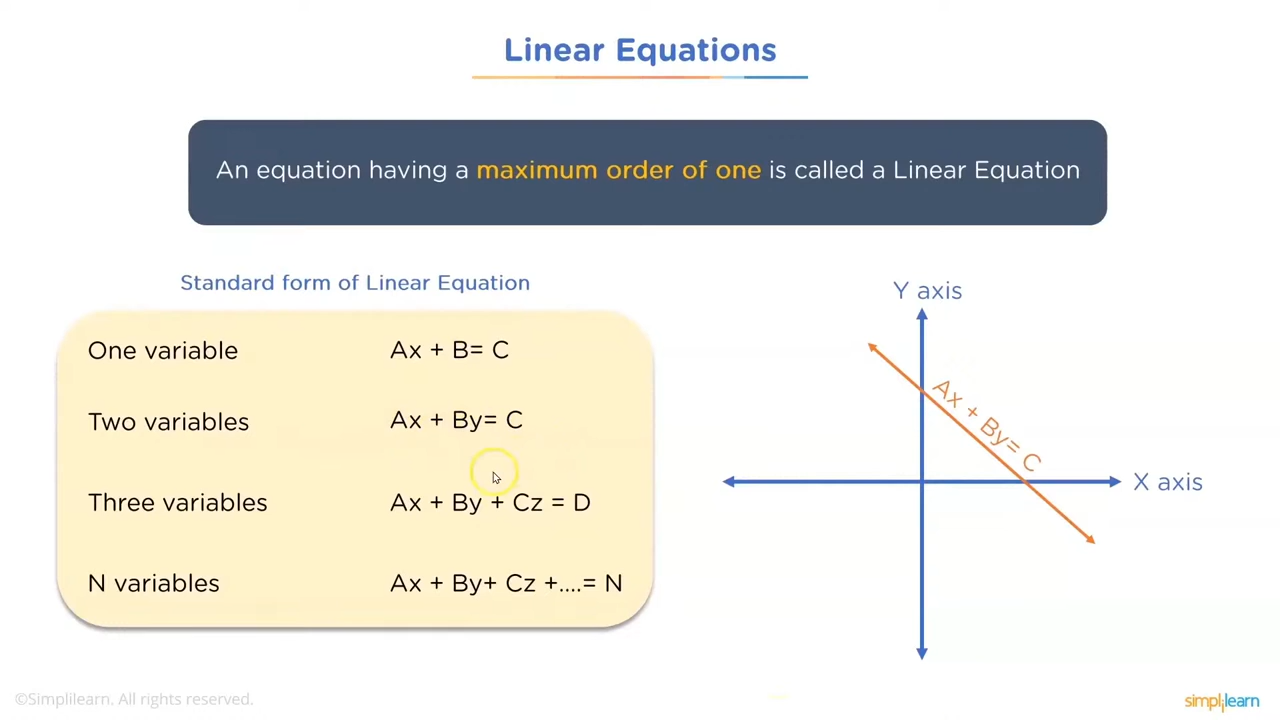 Linear Equations
An equation having a maximum order of one is called a Linear Equation
Standard form of Linear Equation
One variable Ax + B= C
Two variables Ax + By= C
Three variables Ax + By + Cz = D
N variables Ax + By+ Cz +....= N
Y axis
Ax + By= C
X axis
©Simplilearn. All rights reserved.
simplilearn